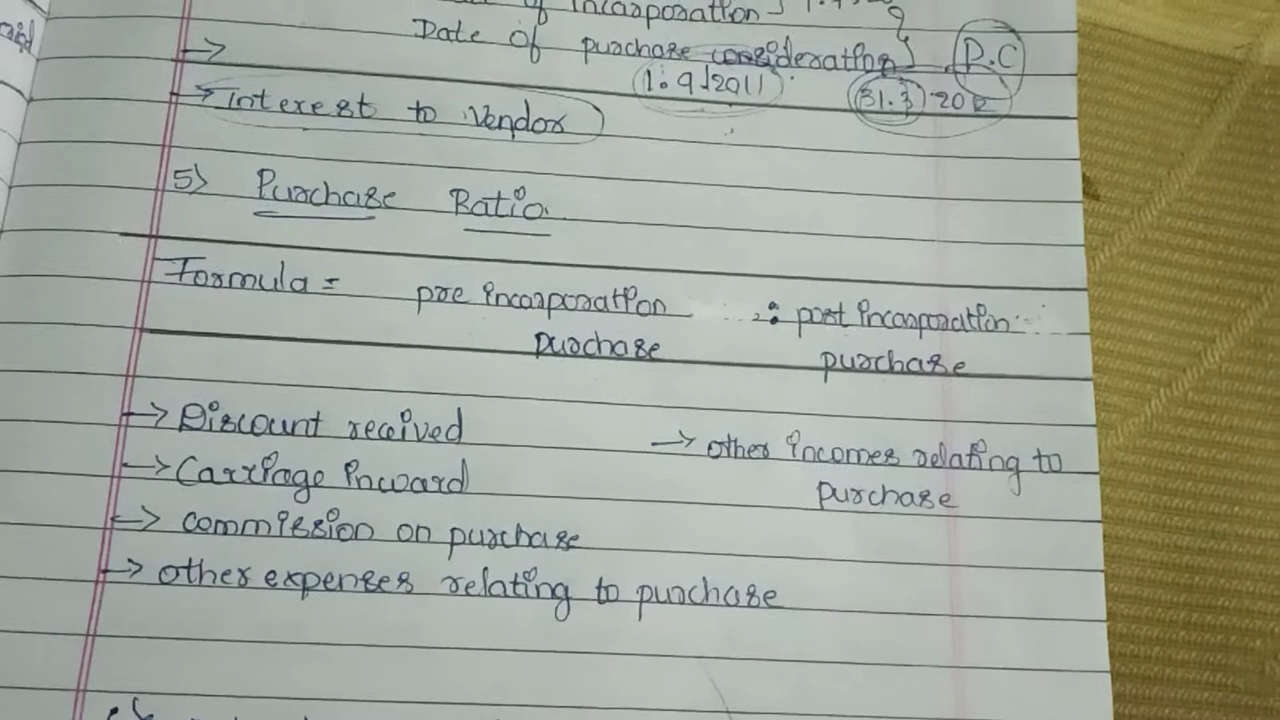 of Incorporation
Date of purchase consideration P.C
1.9.2011 31.3 2012
→ interest to Vendor
5) Purchase Ratio.
Formula = pre incorporation : post incorporation
purchase purchase
→ Discount received → other incomes relating to
→ Carriage inward purchase
→ commission on purchase
→ other expenses relating to purchase